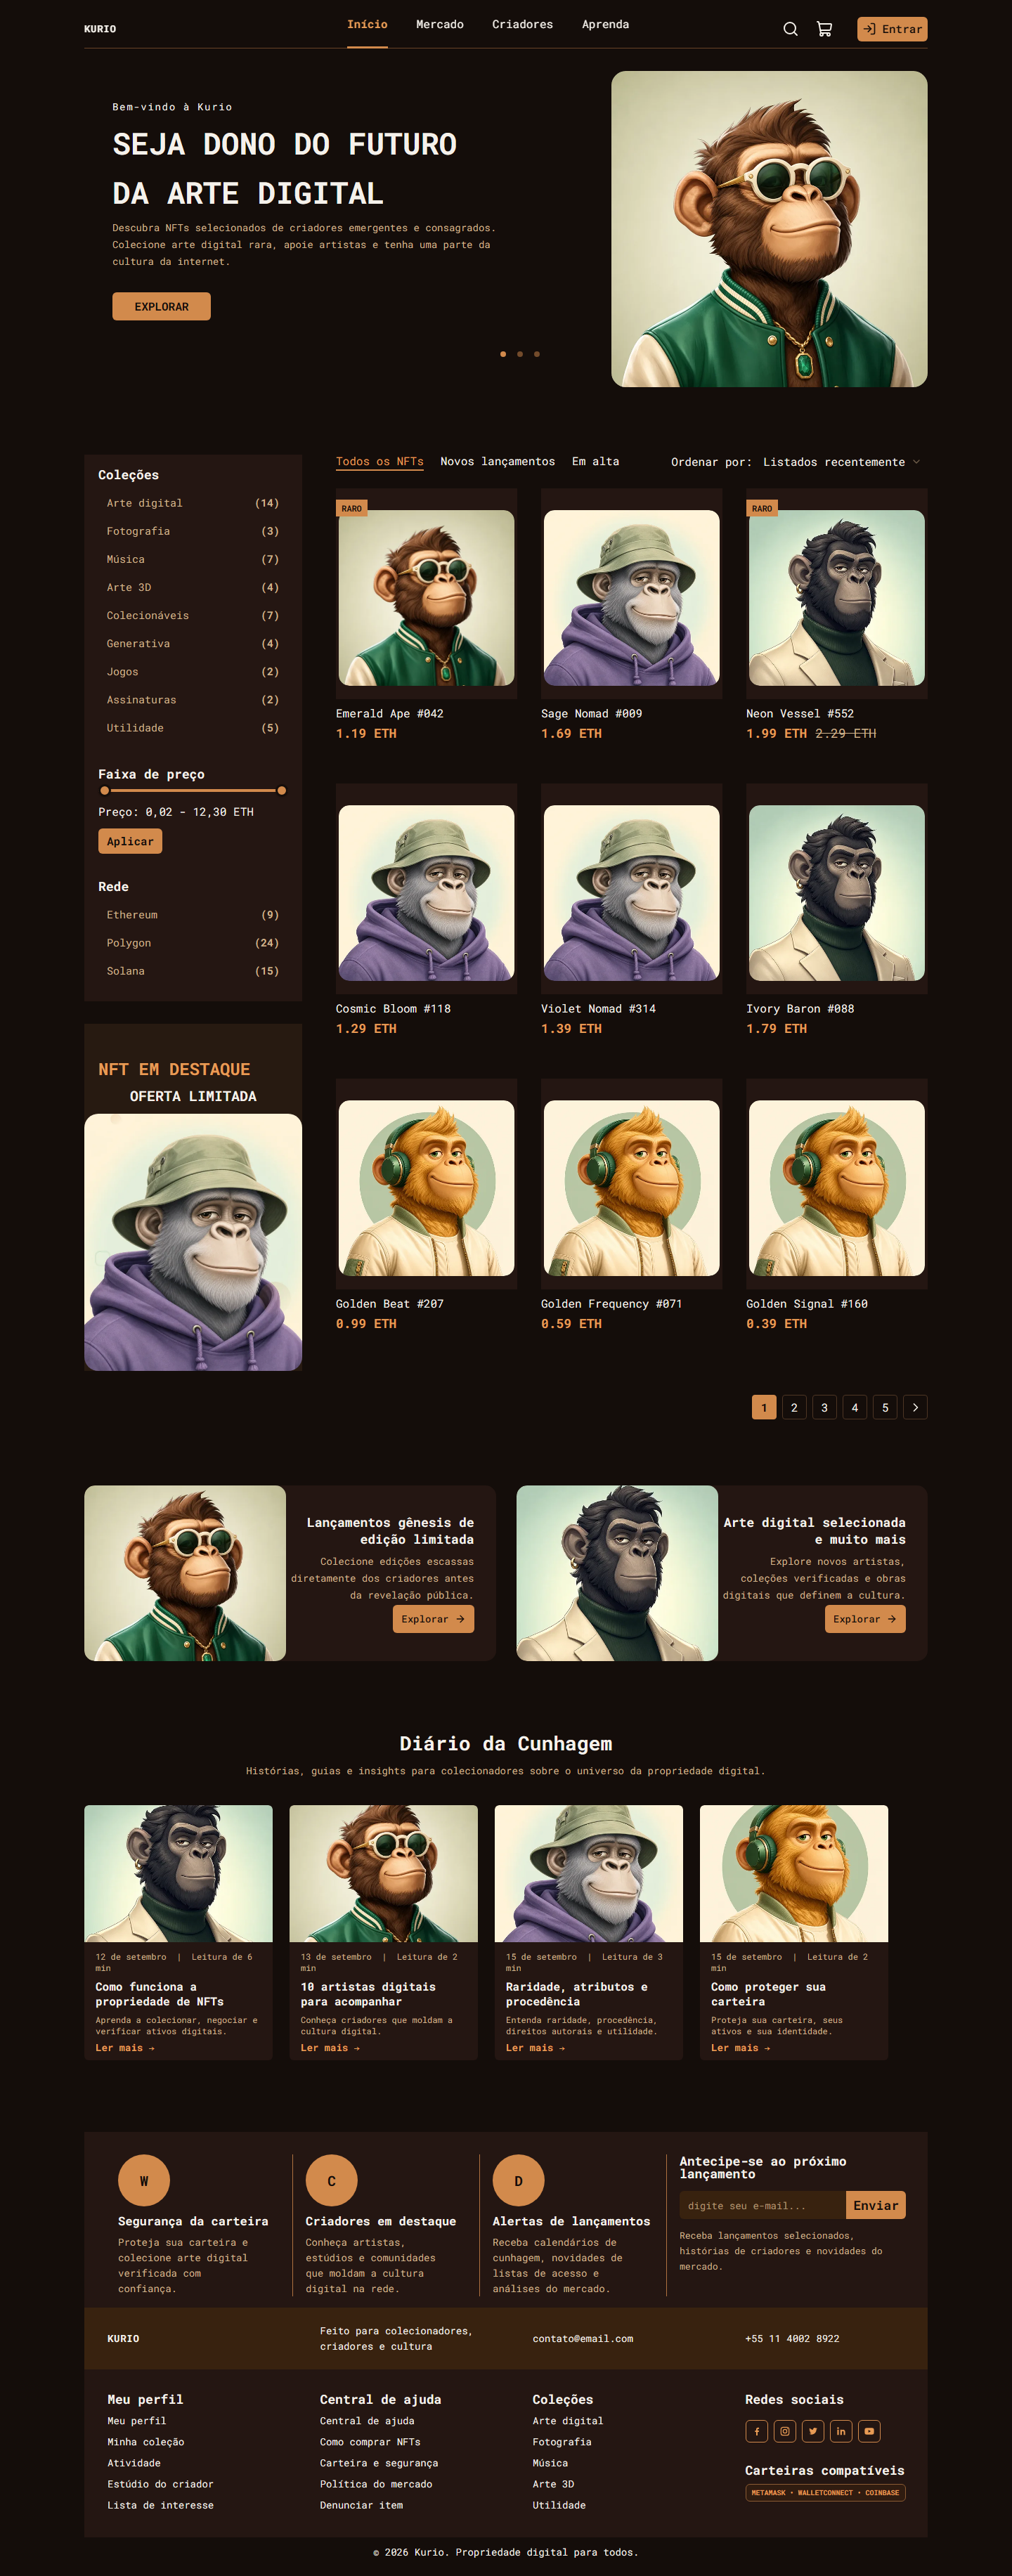 KURIO
Início
Mercado
Criadores
Aprenda
Entrar
Bem-vindo à Kurio
SEJA DONO DO FUTURO
DA ARTE DIGITAL
Descubra NFTs selecionados de criadores emergentes e consagrados.
Colecione arte digital rara, apoie artistas e tenha uma parte da
cultura da internet.
EXPLORAR
Coleções
Arte digital (14)
Fotografia (3)
Música (7)
Arte 3D (4)
Colecionáveis (7)
Generativa (4)
Jogos (2)
Assinaturas (2)
Utilidade (5)
Faixa de preço
Preço: 0,02 - 12,30 ETH
Aplicar
Rede
Ethereum (9)
Polygon (24)
Solana (15)
NFT EM DESTAQUE
OFERTA LIMITADA
Todos os NFTs
Novos lançamentos
Em alta
Ordenar por: Listados recentemente
RARO
RARO
Emerald Ape #042
1.19 ETH
Sage Nomad #009
1.69 ETH
Neon Vessel #552
1.99 ETH 2.29 ETH
Cosmic Bloom #118
1.29 ETH
Violet Nomad #314
1.39 ETH
Ivory Baron #088
1.79 ETH
Golden Beat #207
0.99 ETH
Golden Frequency #071
0.59 ETH
Golden Signal #160
0.39 ETH
1 2 3 4 5
Lançamentos gênesis de
edição limitada
Colecione edições escassas
diretamente dos criadores antes
da revelação pública.
Explorar →
Arte digital selecionada
e muito mais
Explore novos artistas,
coleções verificadas e obras
digitais que definem a cultura.
Explorar →
Diário da Cunhagem
Histórias, guias e insights para colecionadores sobre o universo da propriedade digital.
12 de setembro | Leitura de 6
min
Como funciona a
propriedade de NFTs
Aprenda a colecionar, negociar e
verificar ativos digitais.
Ler mais →
13 de setembro | Leitura de 2
min
10 artistas digitais
para acompanhar
Conheça criadores que moldam a
cultura digital.
Ler mais →
15 de setembro | Leitura de 3
min
Raridade, atributos e
procedência
Entenda raridade, procedência,
direitos autorais e utilidade.
Ler mais →
15 de setembro | Leitura de 2
min
Como proteger sua
carteira
Proteja sua carteira, seus
ativos e sua identidade.
Ler mais →
W
Segurança da carteira
Proteja sua carteira e
colecione arte digital
verificada com
confiança.
C
Criadores em destaque
Conheça artistas,
estúdios e comunidades
que moldam a cultura
digital na rede.
D
Alertas de lançamentos
Receba calendários de
cunhagem, novidades de
listas de acesso e
análises do mercado.
Antecipe-se ao próximo
lançamento
digite seu e-mail...
Enviar
Receba lançamentos selecionados,
histórias de criadores e novidades do
mercado.
KURIO
Feito para colecionadores,
criadores e cultura
contato@email.com
+55 11 4002 8922
Meu perfil
Meu perfil
Minha coleção
Atividade
Estúdio do criador
Lista de interesse
Central de ajuda
Central de ajuda
Como comprar NFTs
Carteira e segurança
Política do mercado
Denunciar item
Coleções
Arte digital
Fotografia
Música
Arte 3D
Utilidade
Redes sociais
Carteiras compatíveis
METAMASK • WALLETCONNECT • COINBASE
© 2026 Kurio. Propriedade digital para todos.